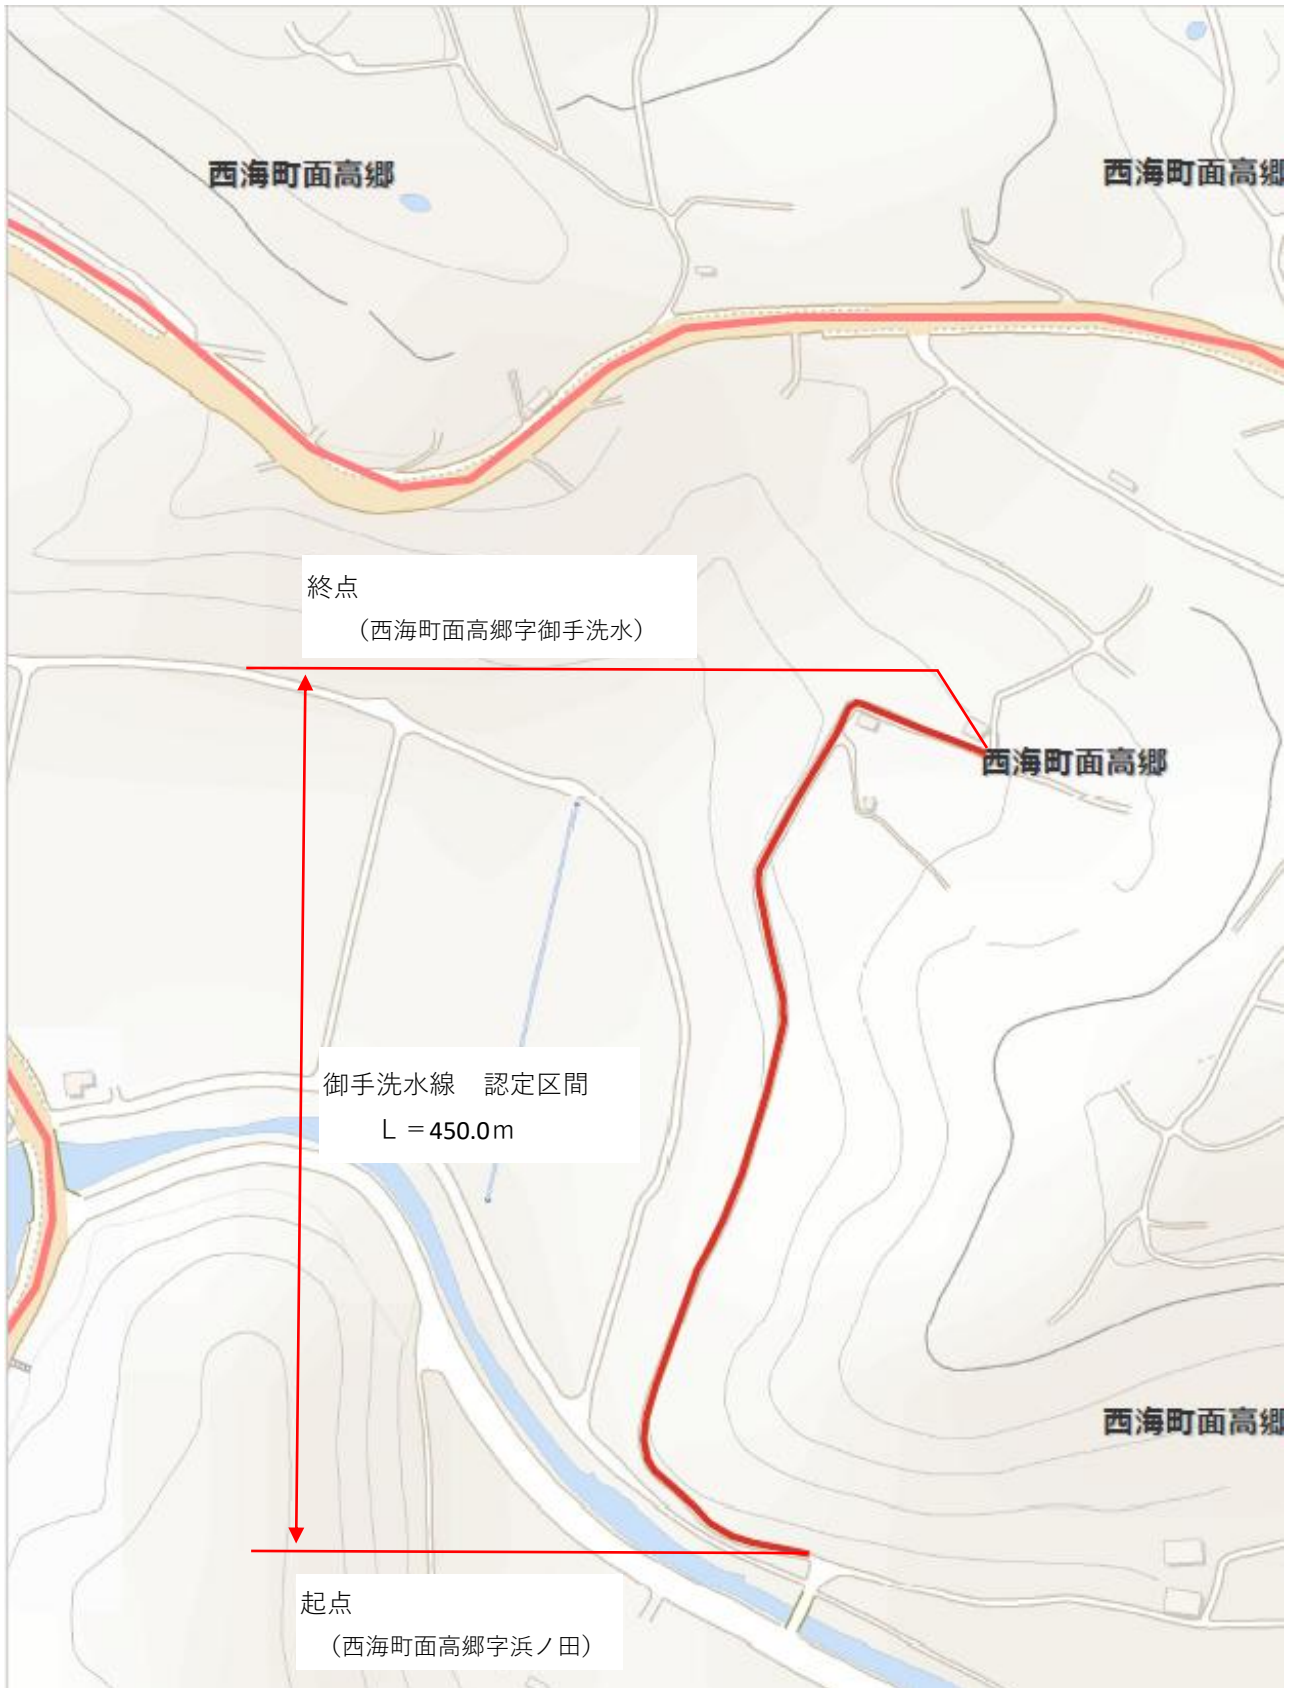 西海町面高郷
西海町面高郷
終点
（西海町面高郷字御手洗水）
西海町面高郷
御手洗水線　認定区間
Ｌ＝450.0ｍ
西海町面高郷
起点
（西海町面高郷字浜ノ田）